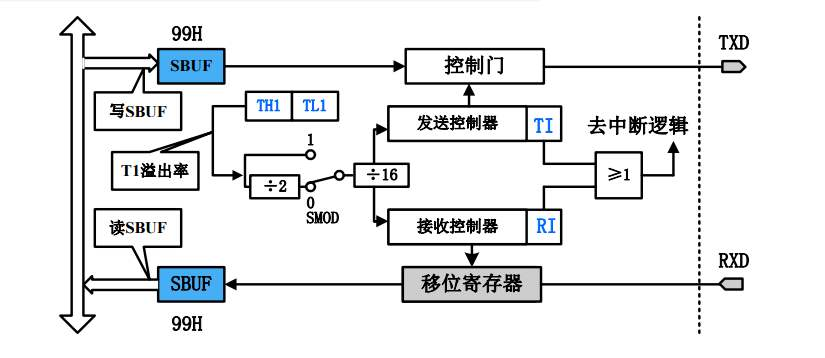 99H
SBUF
控制门
TXD
写SBUF
TH1
TL1
发送控制器
TI
去中断逻辑
T1溢出率
1
÷2
÷16
≥1
0
SMOD
读SBUF
接收控制器
RI
SBUF
移位寄存器
RXD
99H